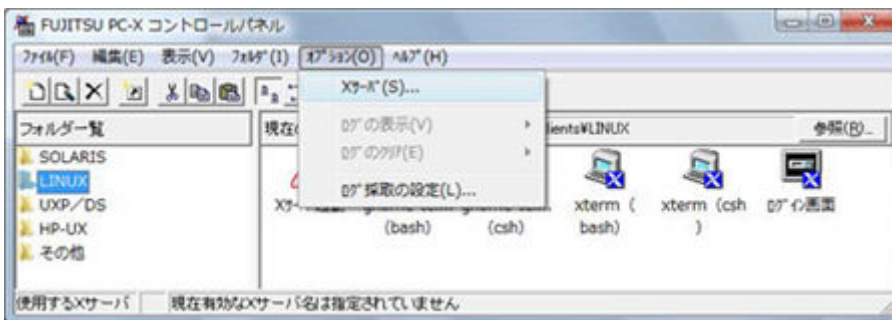 FUJITSU PC-X コントロールパネル
ﾌｧｲﾙ(F) 編集(E) 表示(V) ﾌｫﾙﾀﾞ(I) ｵﾌﾟｼｮﾝ(O) ﾍﾙﾌﾟ(H)
Xｻｰﾊﾞ(S)...
ﾛｸﾞの表示(V)
ﾛｸﾞのｸﾘｱ(E)
ﾛｸﾞ採取の設定(L)...
フォルダ一覧
現在
ients¥LINUX
参照(R)...
SOLARIS
LINUX
UXP/DS
HP-UX
その他
(bash)
(csh)
xterm (
bash)
xterm (csh
)
ﾛｸﾞｲﾝ画面
使用するXサーバ
現在有効なXサーバ名は指定されていません